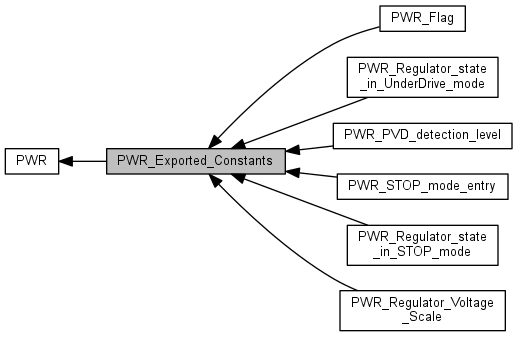 PWR_Flag
PWR_Regulator_state
_in_UnderDrive_mode
PWR_PVD_detection_level
PWR
PWR_Exported_Constants
PWR_STOP_mode_entry
PWR_Regulator_state
_in_STOP_mode
PWR_Regulator_Voltage
_Scale